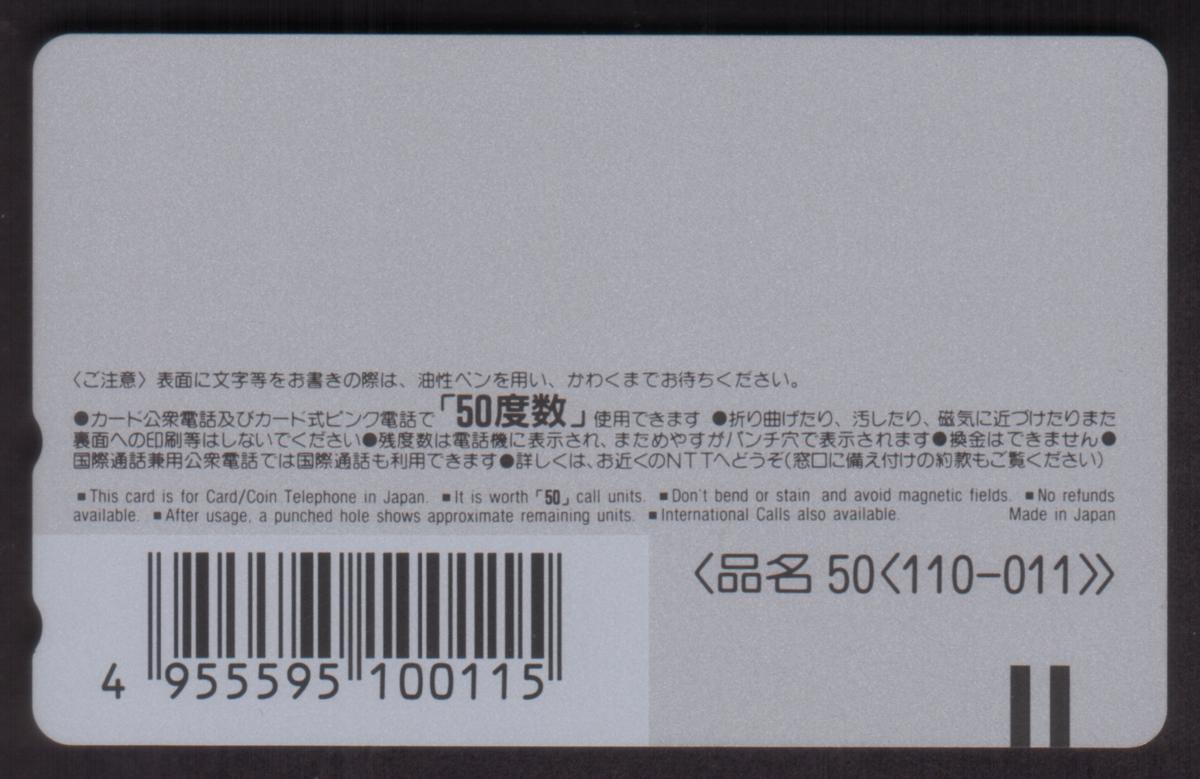 〈ご注意〉表面に文字等をお書きの際は、油性ペンを用い、かわくまでお待ちください。
●カード公衆電話及びカード式ピンク電話で「50度数」使用できます ●折り曲げたり、汚したり、磁気に近づけたりまた
裏面への印刷等はしないでください●残度数は電話機に表示され、まためやすがパンチ穴で表示されます●換金はできません●
国際通話兼用公衆電話では国際通話も利用できます●詳しくは、お近くのNTTへどうぞ(窓口に備え付けの約款もご覧ください)
■This card is for Card/Coin Telephone in Japan. ■It is worth「50」call units. ■Don't bend or stain and avoid magnetic fields. ■No refunds
available. ■After usage, a punched hole shows approximate remaining units. ■International Calls also available. Made in Japan
〈品名 50〈110-011〉〉
4 955595 100115